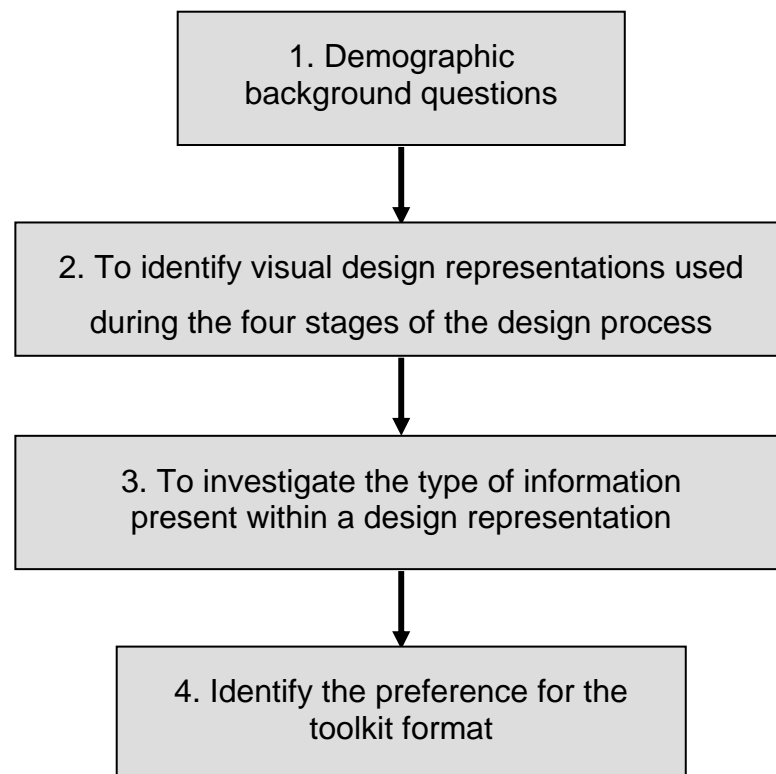 1. Demographic
background questions
2. To identify visual design representations used
during the four stages of the design process
3. To investigate the type of information
present within a design representation
4. Identify the preference for the
toolkit format